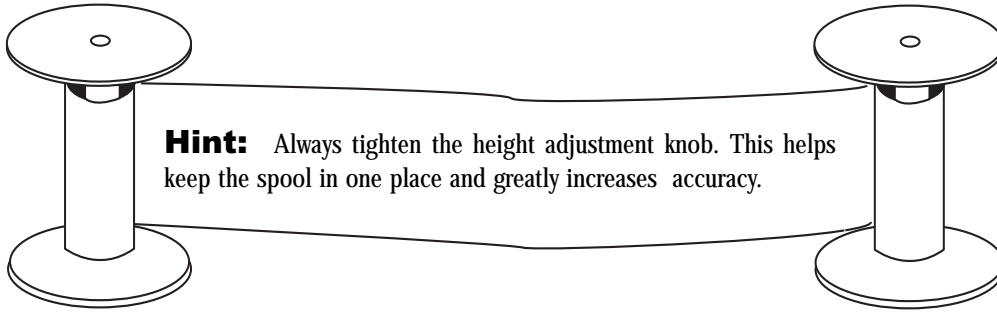 Hint: Always tighten the height adjustment knob. This helps
keep the spool in one place and greatly increases accuracy.